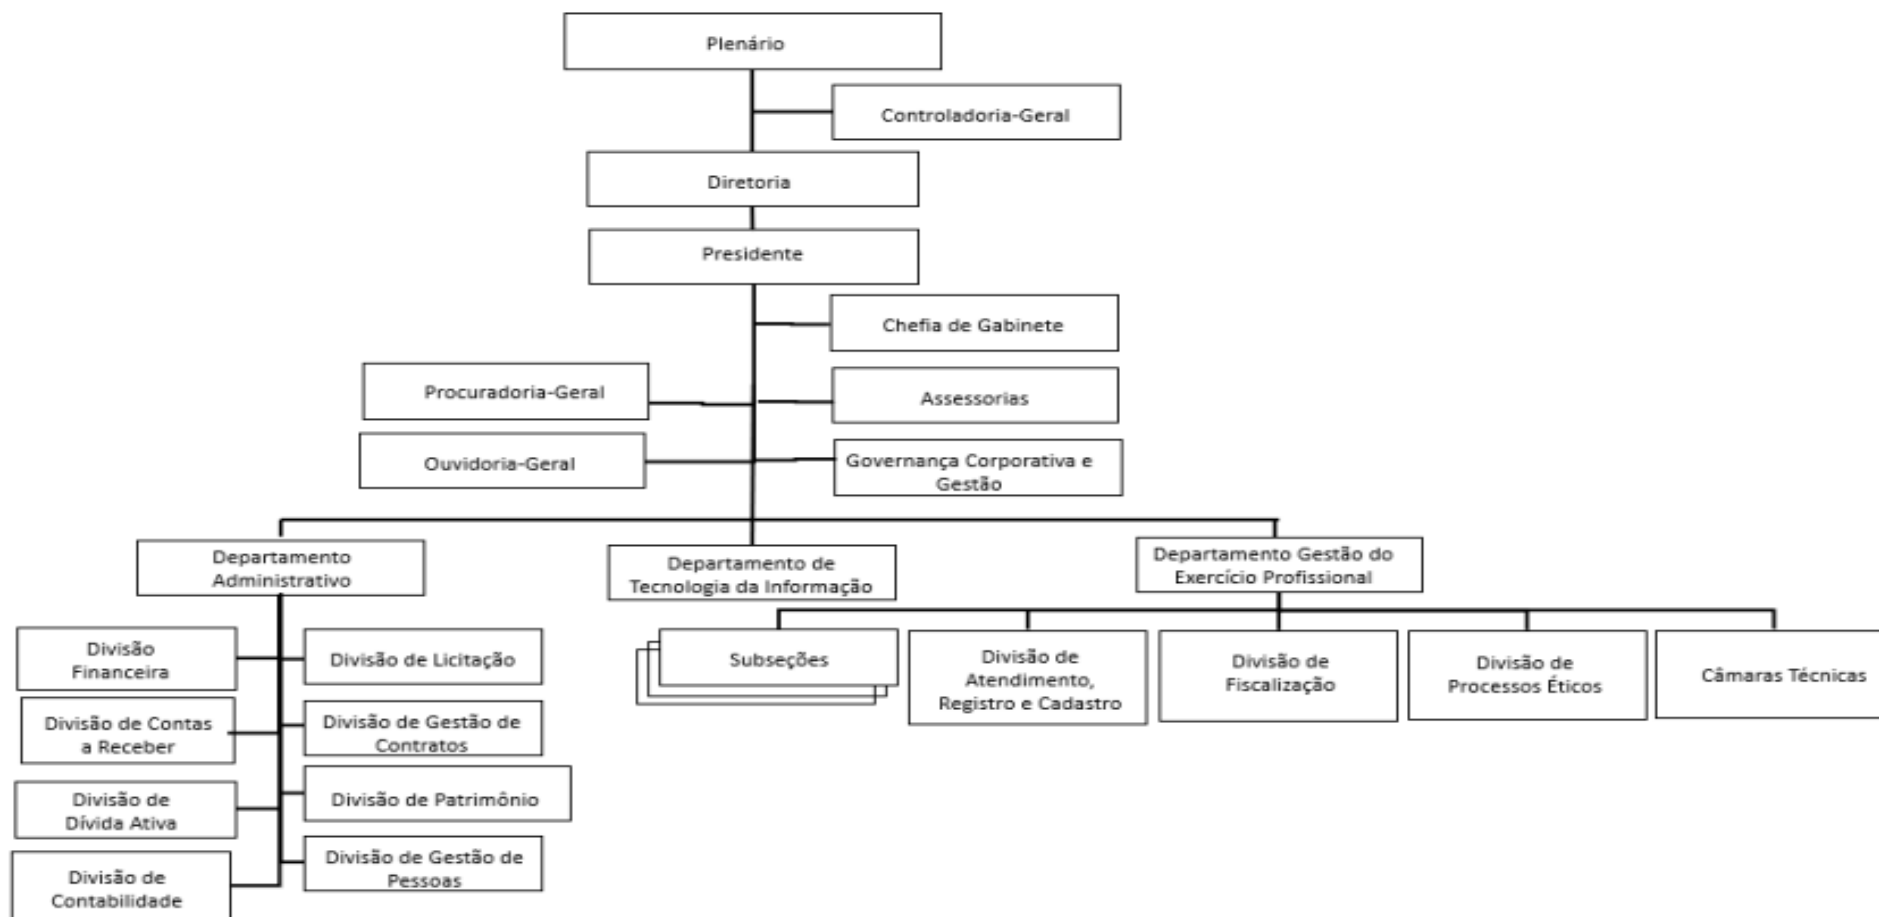 Plenário
Controladoria-Geral
Diretoria
Presidente
Chefia de Gabinete
Procuradoria-Geral
Assessorias
Ouvidoria-Geral
Governança Corporativa e
Gestão
Departamento
Administrativo
Departamento de
Tecnologia da Informação
Departamento Gestão do
Exercício Profissional
Divisão
Financeira
Divisão de Licitação
Divisão de Contas
a Receber
Divisão de Gestão de
Contratos
Divisão de
Dívida Ativa
Divisão de Patrimônio
Divisão de
Contabilidade
Divisão de Gestão de
Pessoas
Subseções
Divisão de
Atendimento,
Registro e Cadastro
Divisão de
Fiscalização
Divisão de
Processos Éticos
Câmaras Técnicas